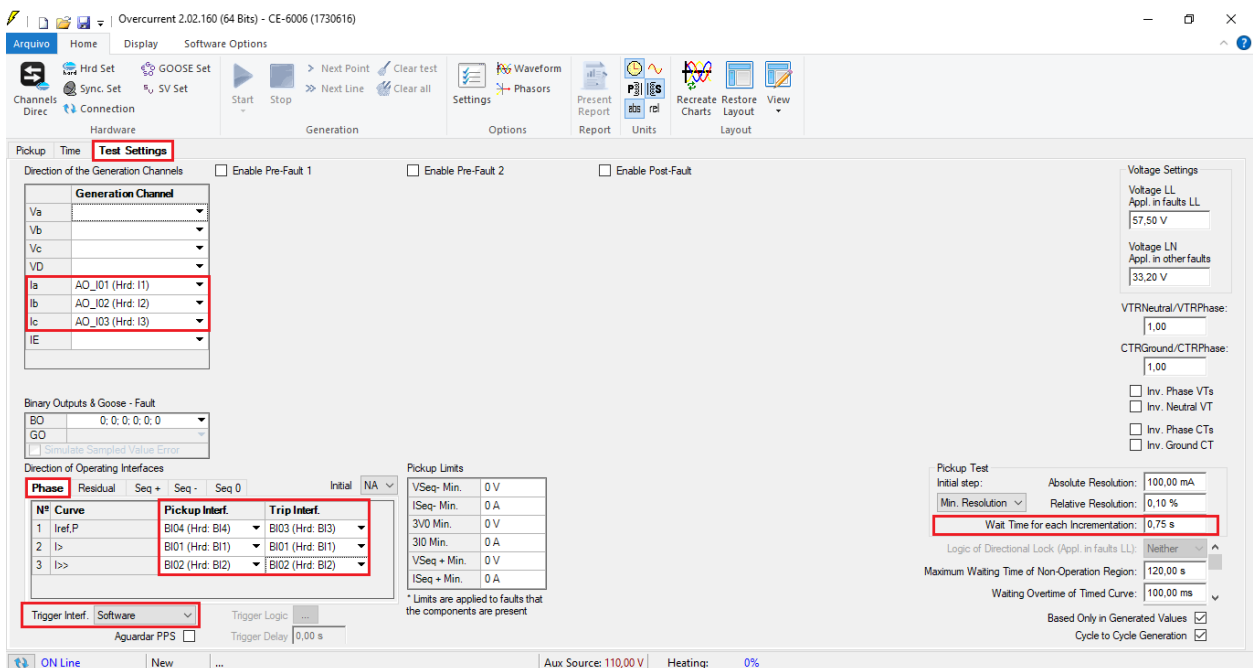 Overcurrent 2.02.160 (64 Bits) - CE-6006 (1730616)
Arquivo Home Display Software Options
Hrd Set GOOSE Set Next Point Clear test Waveform
Sync. Set SV Set Next Line Clear all Phasors
Connection
Channels Direc Start Stop Settings Present Report abs rel Recreate Charts Restore Layout View
Hardware Generation Options Report Units Layout
Pickup Time Test Settings
Direction of the Generation Channels Enable Pre-Fault 1 Enable Pre-Fault 2 Enable Post-Fault Voltage Settings
Generation Channel
Va
Vb
Vc
VD
Ia AO_I01 (Hrd: I1)
Ib AO_I02 (Hrd: I2)
Ic AO_I03 (Hrd: I3)
IE
Voltage LL
Appl. in faults LL
57,50 V
Voltage LN
Appl. in other faults
33,20 V
VTRNeutral/VTRPhase:
1,00
CTRGround/CTRPhase:
1,00
Inv. Phase VTs
Inv. Neutral VT
Inv. Phase CTs
Inv. Ground CT
Binary Outputs & Goose - Fault
BO 0; 0; 0; 0; 0; 0
GO
Simulate Sampled Value Error
Direction of Operating Interfaces
Phase Residual Seq + Seq - Seq 0 Initial NA
Nº Curve Pickup Interf. Trip Interf.
1 Iref,P BI04 (Hrd: BI4) BI03 (Hrd: BI3)
2 I> BI01 (Hrd: BI1) BI01 (Hrd: BI1)
3 I>> BI02 (Hrd: BI2) BI02 (Hrd: BI2)
Trigger Interf. Software Trigger Logic ...
Aguardar PPS Trigger Delay 0,00 s
Pickup Limits
VSeq- Min. 0 V
ISeq- Min. 0 A
3V0 Min. 0 V
3I0 Min. 0 A
VSeq + Min. 0 V
ISeq + Min. 0 A
* Limits are applied to faults that
the components are present
Pickup Test
Initial step: Absolute Resolution: 100,00 mA
Min. Resolution Relative Resolution: 0,10 %
Wait Time for each Incrementation: 0,75 s
Logic of Directional Lock (Appl. in faults LL): Neither
Maximum Waiting Time of Non-Operation Region: 120,00 s
Waiting Overtime of Timed Curve: 100,00 ms
Based Only in Generated Values
Cycle to Cycle Generation
ON Line New ... Aux Source: 110,00 V Heating: 0%